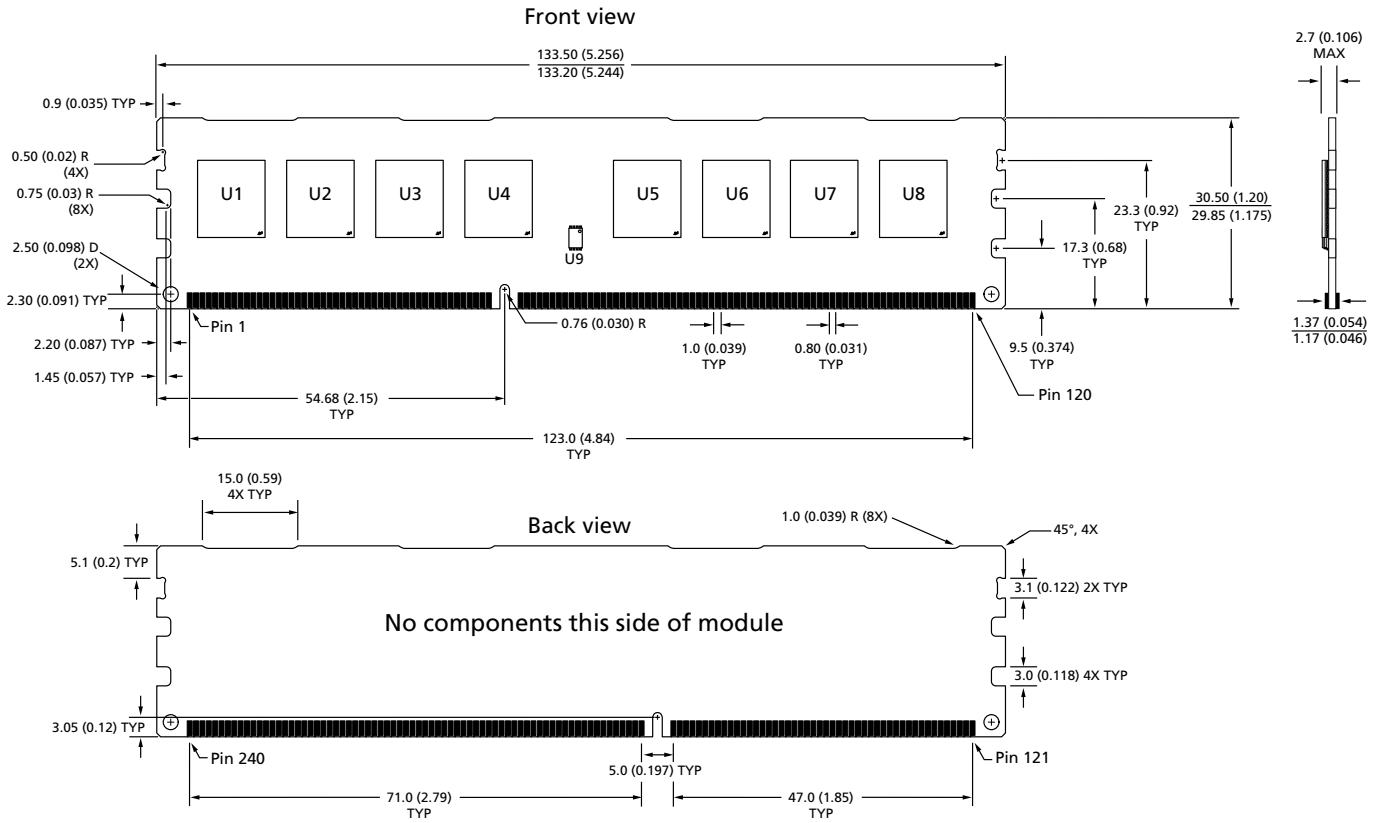 Front view
133.50 (5.256)
133.20 (5.244)
2.7 (0.106)
MAX
0.9 (0.035) TYP
0.50 (0.02) R
(4X)
0.75 (0.03) R
(8X)
2.50 (0.098) D
(2X)
2.30 (0.091) TYP
U1
U2
U3
U4
U5
U6
U7
U8
U9
23.3 (0.92)
TYP
30.50 (1.20)
29.85 (1.175)
17.3 (0.68)
TYP
Pin 1
0.76 (0.030) R
2.20 (0.087) TYP
1.45 (0.057) TYP
1.0 (0.039)
TYP
0.80 (0.031)
TYP
9.5 (0.374)
TYP
1.37 (0.054)
1.17 (0.046)
54.68 (2.15)
TYP
Pin 120
123.0 (4.84)
TYP
15.0 (0.59)
4X TYP
Back view
1.0 (0.039) R (8X)
45°, 4X
5.1 (0.2) TYP
3.1 (0.122) 2X TYP
No components this side of module
3.0 (0.118) 4X TYP
3.05 (0.12) TYP
Pin 240
5.0 (0.197) TYP
Pin 121
71.0 (2.79)
TYP
47.0 (1.85)
TYP